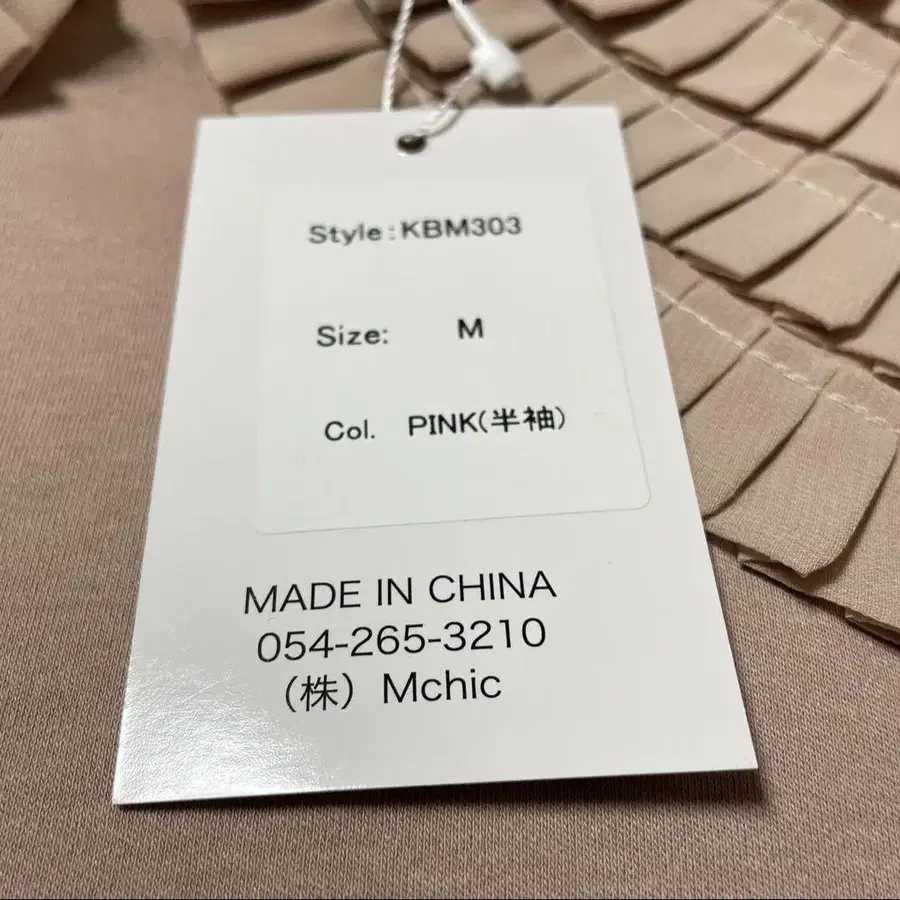 Style:KBM303
Size: M
Col. PINK(半袖)
MADE IN CHINA
054-265-3210
（株）Mchic